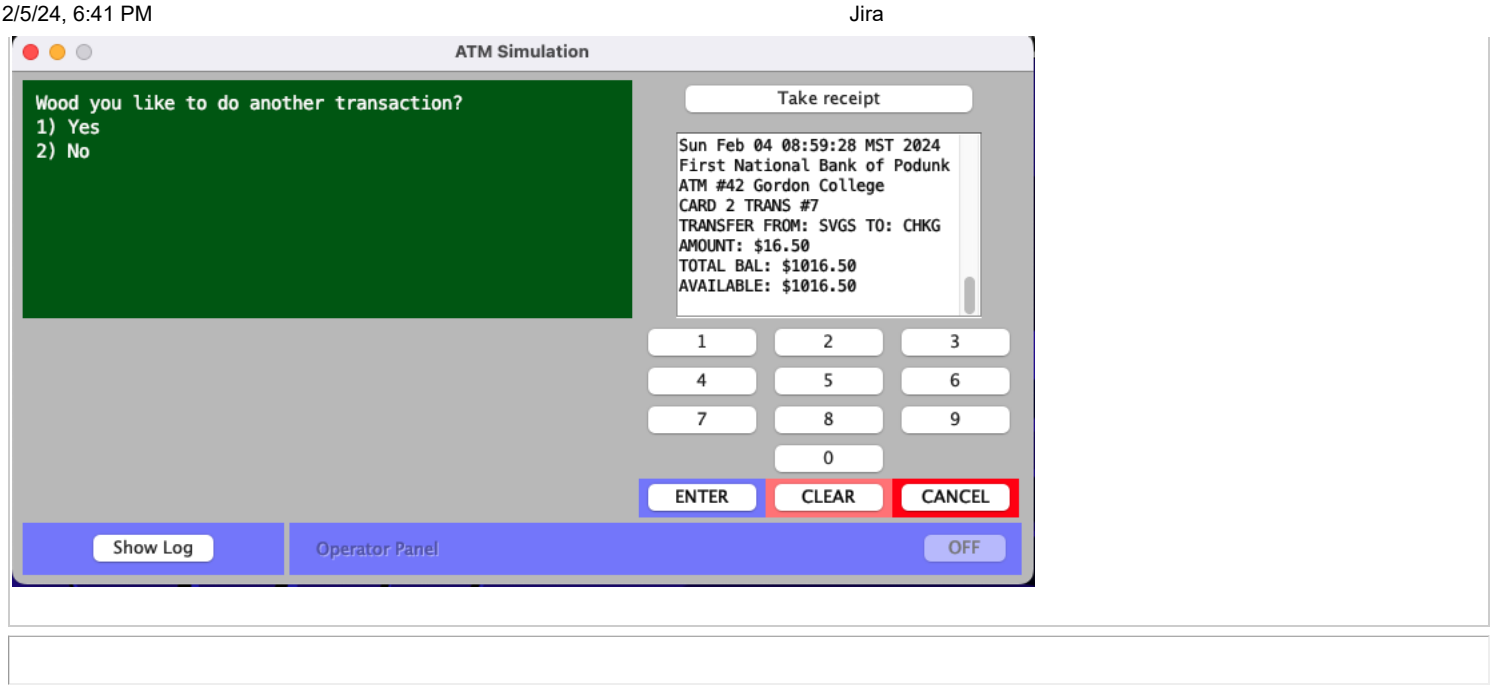 2/5/24, 6:41 PM Jira
ATM Simulation
Wood you like to do another transaction?
1) Yes
2) No
Take receipt
Sun Feb 04 08:59:28 MST 2024
First National Bank of Podunk
ATM #42 Gordon College
CARD 2 TRANS #7
TRANSFER FROM: SVGS TO: CHKG
AMOUNT: $16.50
TOTAL BAL: $1016.50
AVAILABLE: $1016.50
1 2 3
4 5 6
7 8 9
0
ENTER CLEAR CANCEL
Show Log Operator Panel OFF